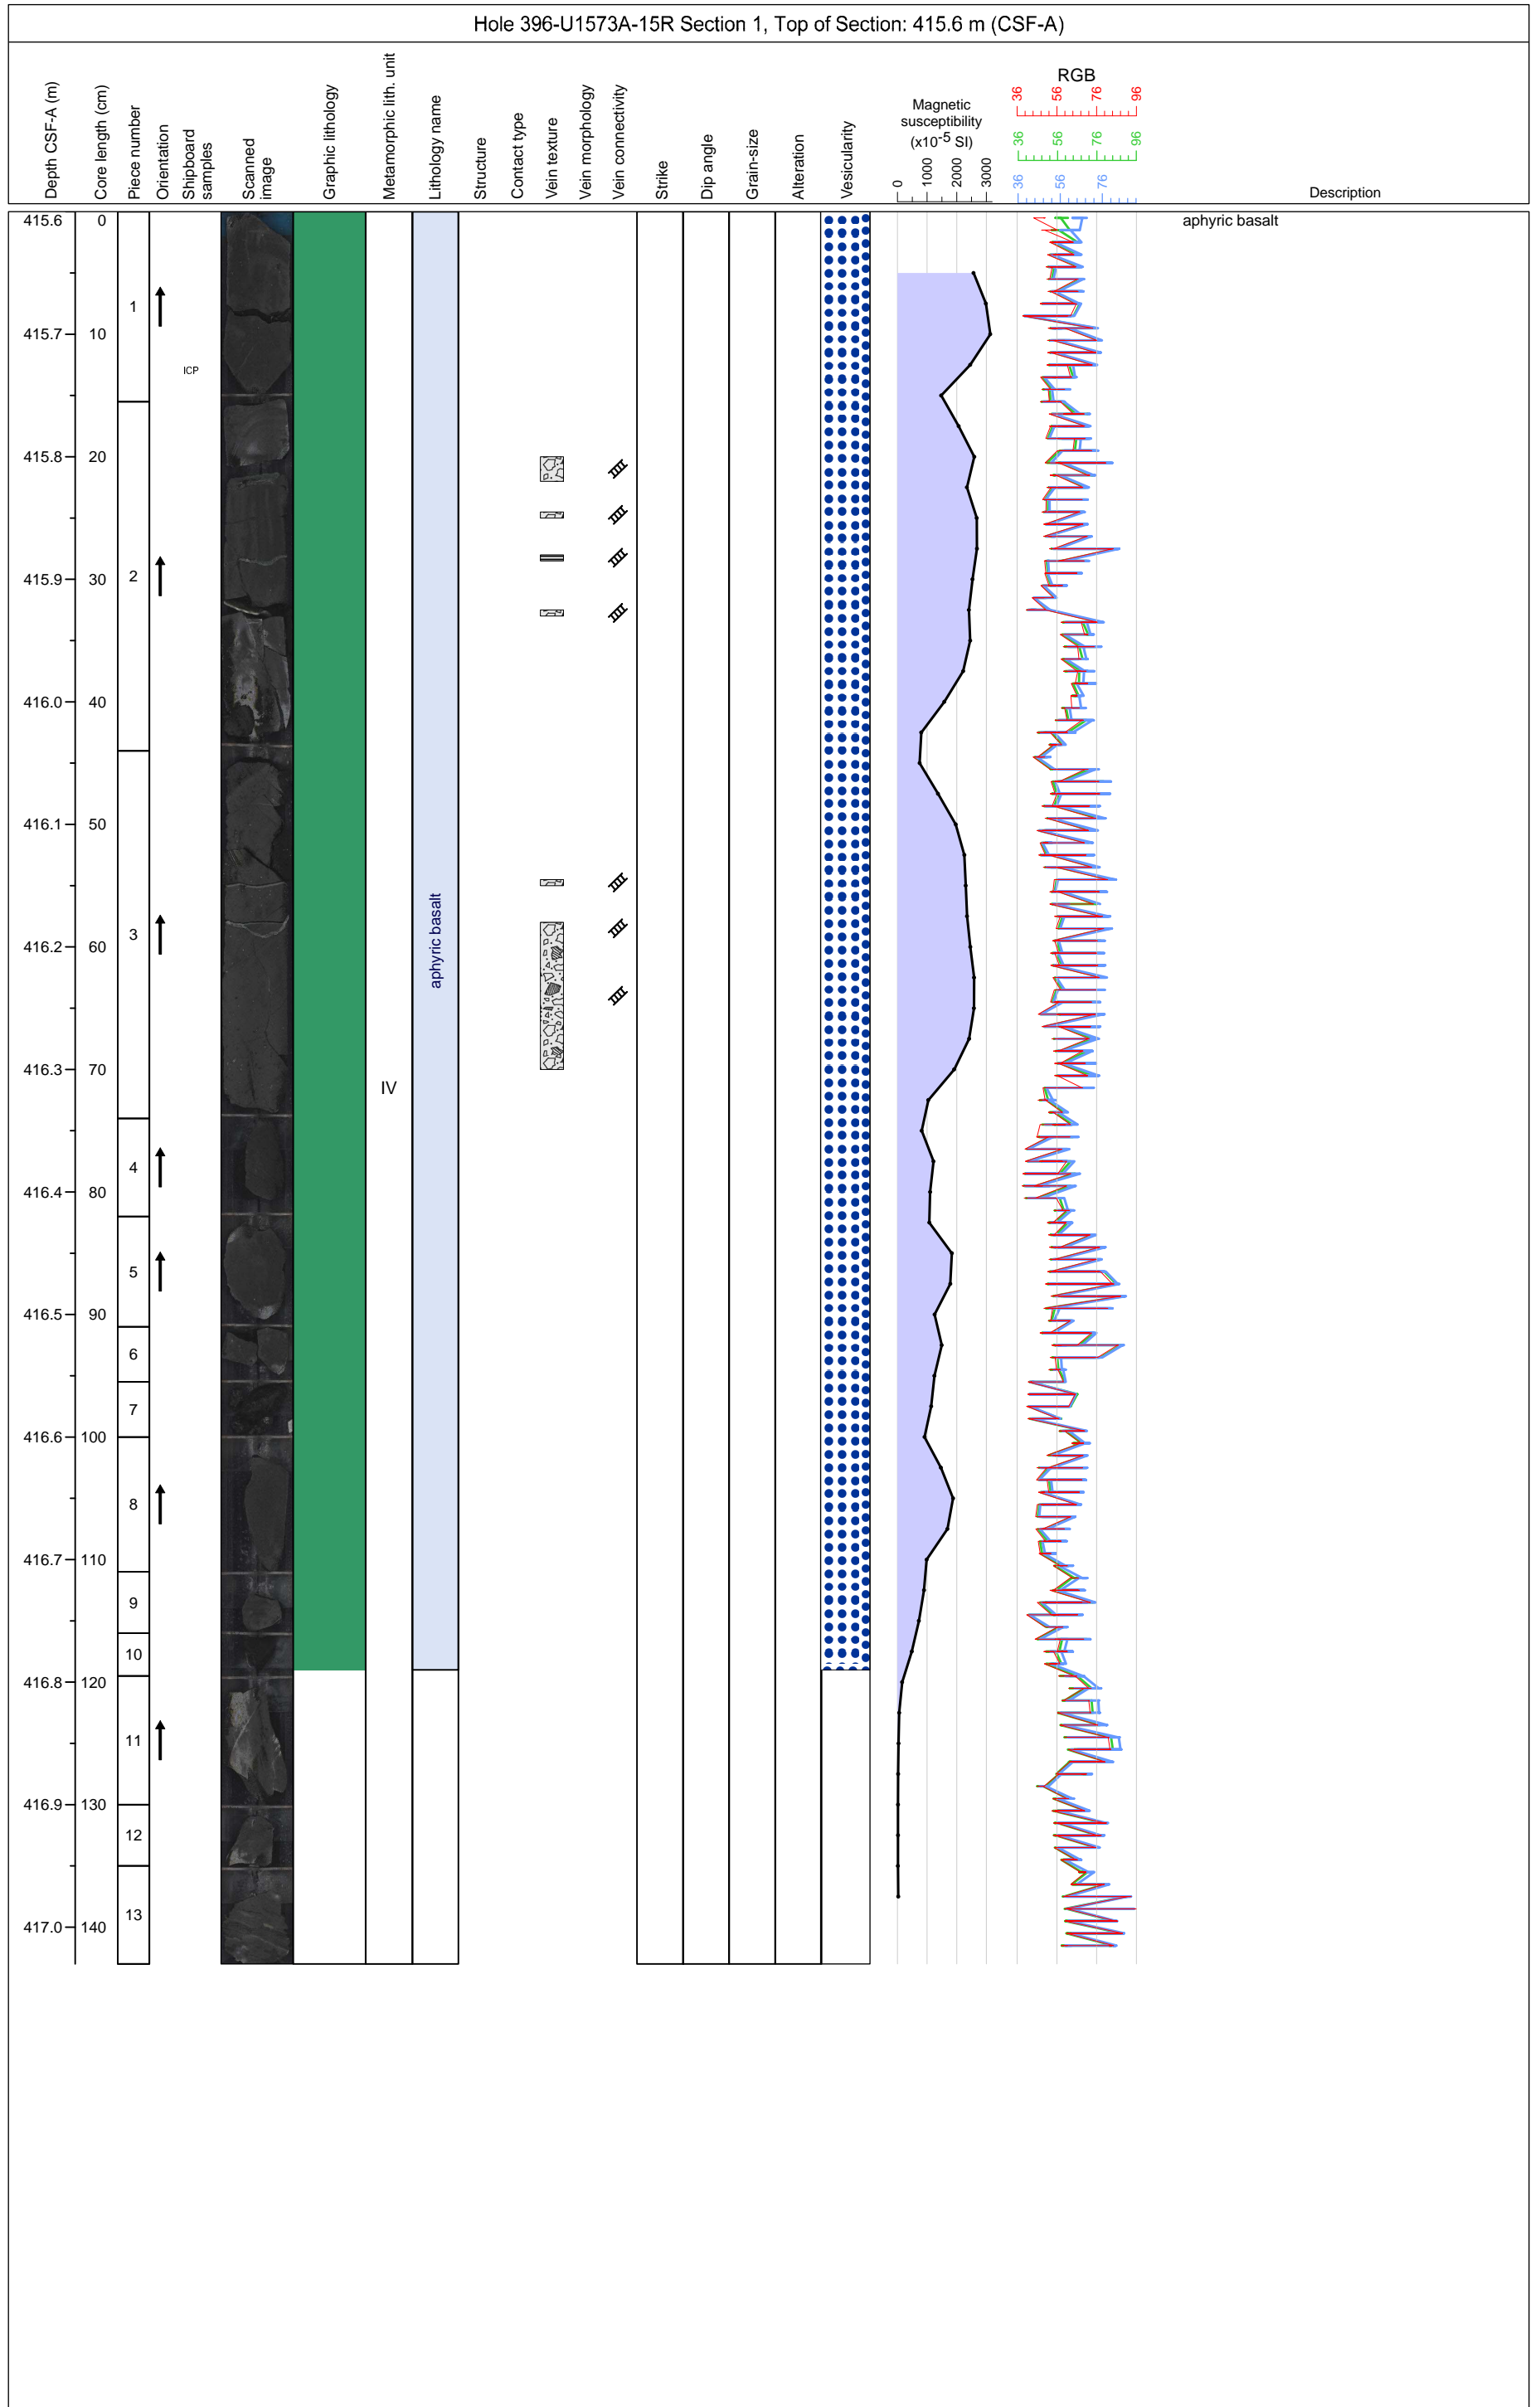 Hole 396-U1573A-15R Section 1, Top of Section: 415.6 m (CSF-A)
Depth CSF-A (m)
Core length (cm)
Piece number
Orientation
Shipboard
samples
Scanned
image
Graphic lithology
Metamorphic lith. unit
Lithology name
Structure
Contact type
Vein texture
Vein morphology
Vein connectivity
Strike
Dip angle
Grain-size
Alteration
Vesicularity
Magnetic
susceptibility
(x10-5 SI)
0 1000 2000 3000
RGB
36 56 76 96
36 56 76 96
36 56 76
Description
415.6 0
aphyric basalt
1
415.7 10
ICP
415.8 20
2
415.9 30
416.0 40
416.1 50
3
416.2 60
aphyric basalt
416.3 70
IV
4
416.4 80
5
416.5 90
6
7
416.6 100
8
416.7 110
9
10
416.8 120
11
416.9 130
12
13
417.0 140